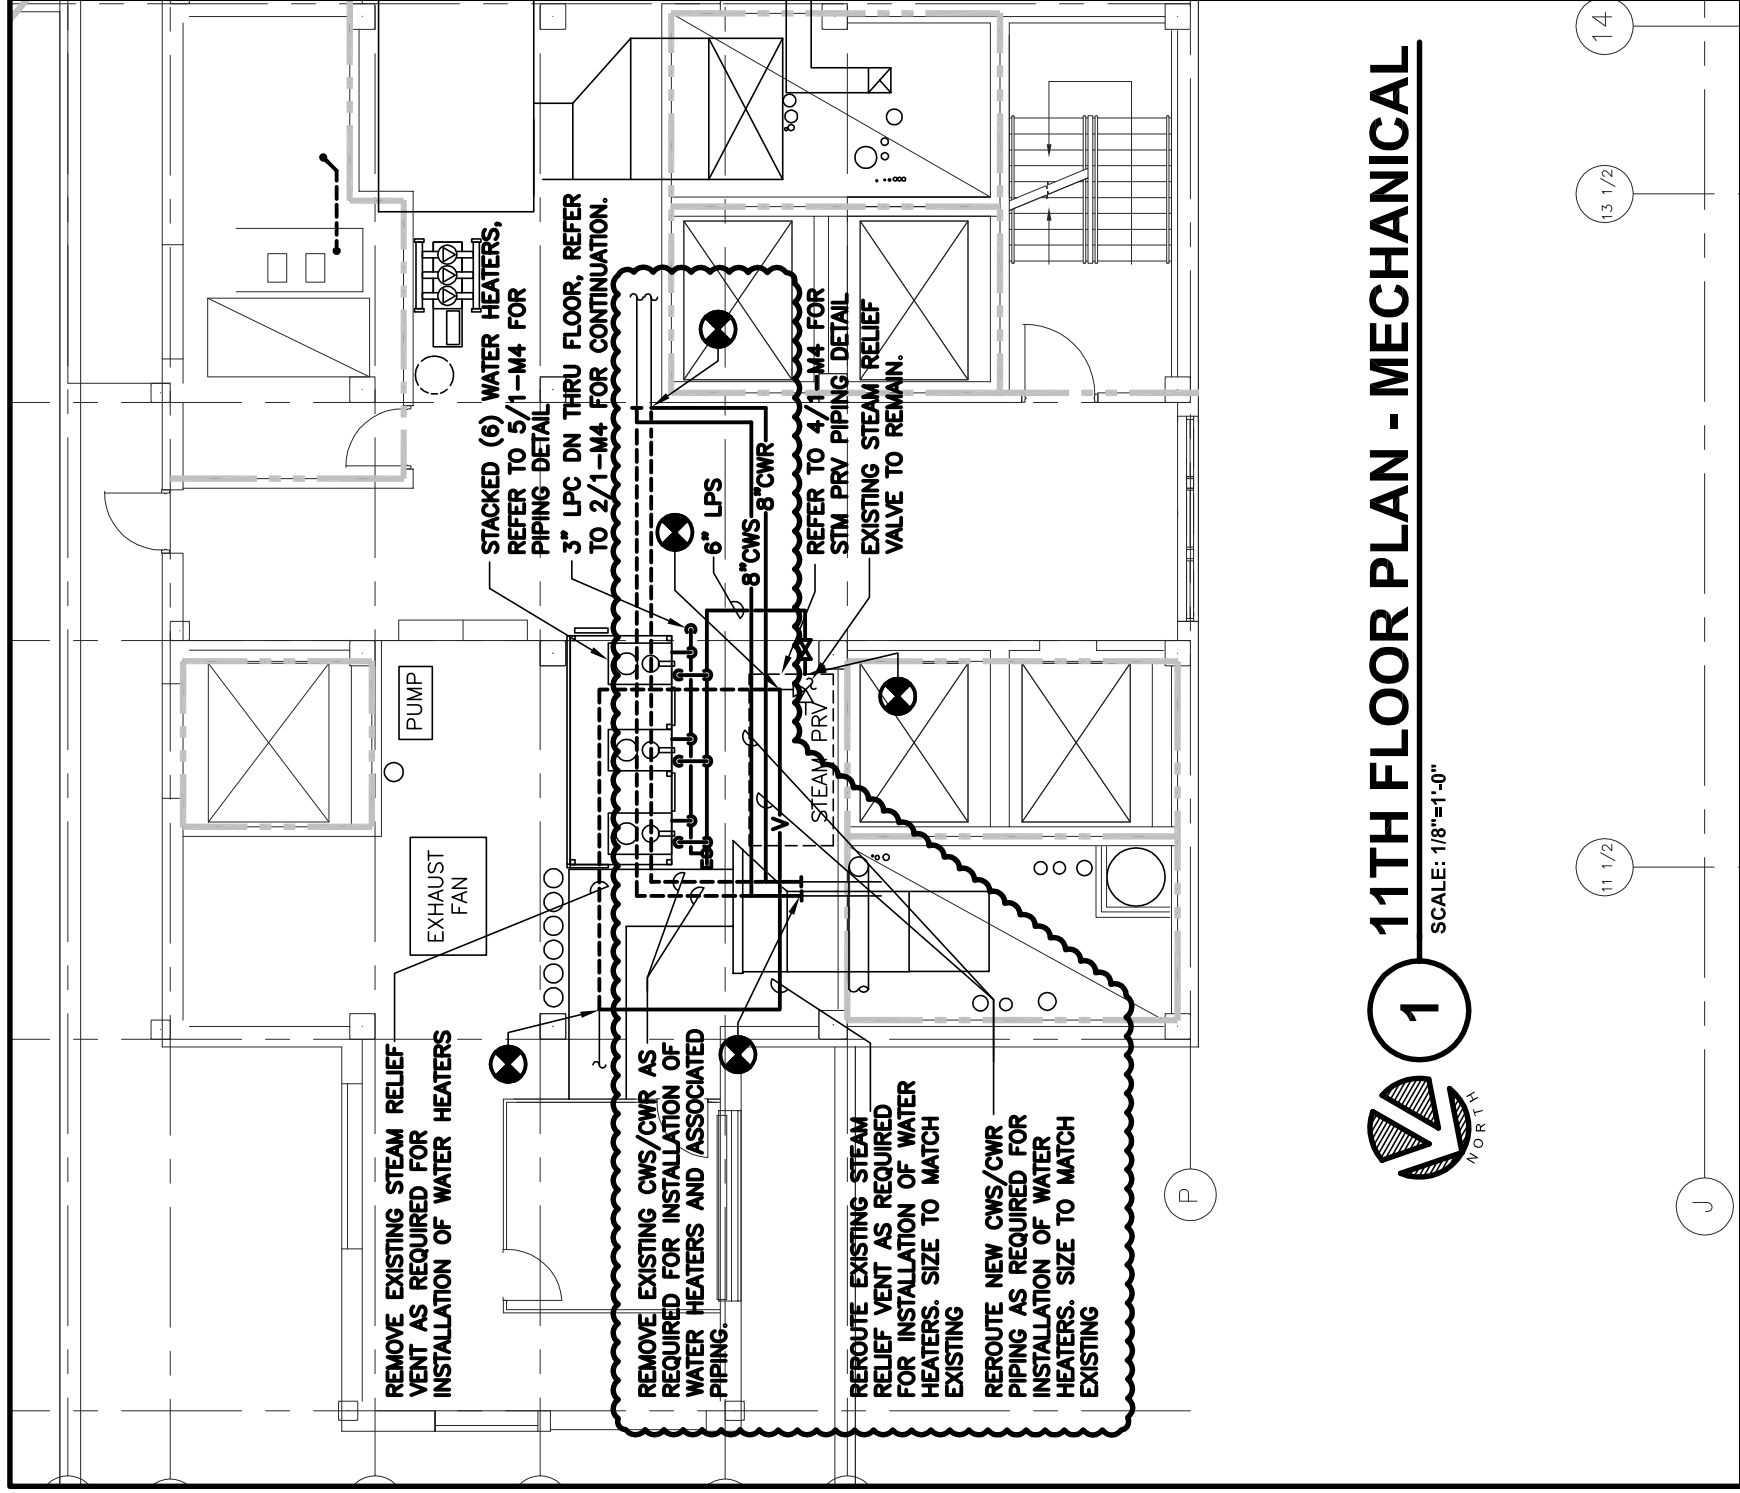 STACKED (6) WATER HEATERS,
REFER TO 5/1-M4 FOR
PIPING DETAIL
3" LPC DN THRU FLOOR, REFER
TO 2/1-M4 FOR CONTINUATION.
6" LPS
8"CWS
8"CWR
REFER TO 4/1-M4 FOR
STM PRV PIPING DETAIL
EXISTING STEAM RELIEF
VALVE TO REMAIN.
PUMP
EXHAUST
FAN
STEAM PRV
V
REMOVE EXISTING STEAM RELIEF
VENT AS REQUIRED FOR
INSTALLATION OF WATER HEATERS
REMOVE EXISTING CWS/CWR AS
REQUIRED FOR INSTALLATION OF
WATER HEATERS AND ASSOCIATED
PIPING.
REROUTE EXISTING STEAM
RELIEF VENT AS REQUIRED
FOR INSTALLATION OF WATER
HEATERS. SIZE TO MATCH
EXISTING
REROUTE NEW CWS/CWR
PIPING AS REQUIRED FOR
INSTALLATION OF WATER
HEATERS. SIZE TO MATCH
EXISTING
P
J
14
13 1/2
11 1/2
NORTH
1
11TH FLOOR PLAN - MECHANICAL
SCALE: 1/8"=1'-0"